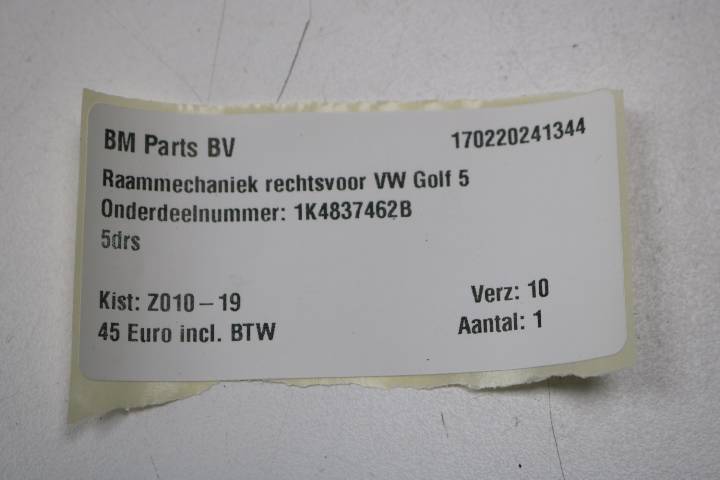 BM Parts BV 170220241344
Raammechaniek rechtsvoor VW Golf 5
Onderdeelnummer: 1K4837462B
5drs
Kist: Z010-19 Verz: 10
45 Euro incl. BTW Aantal: 1